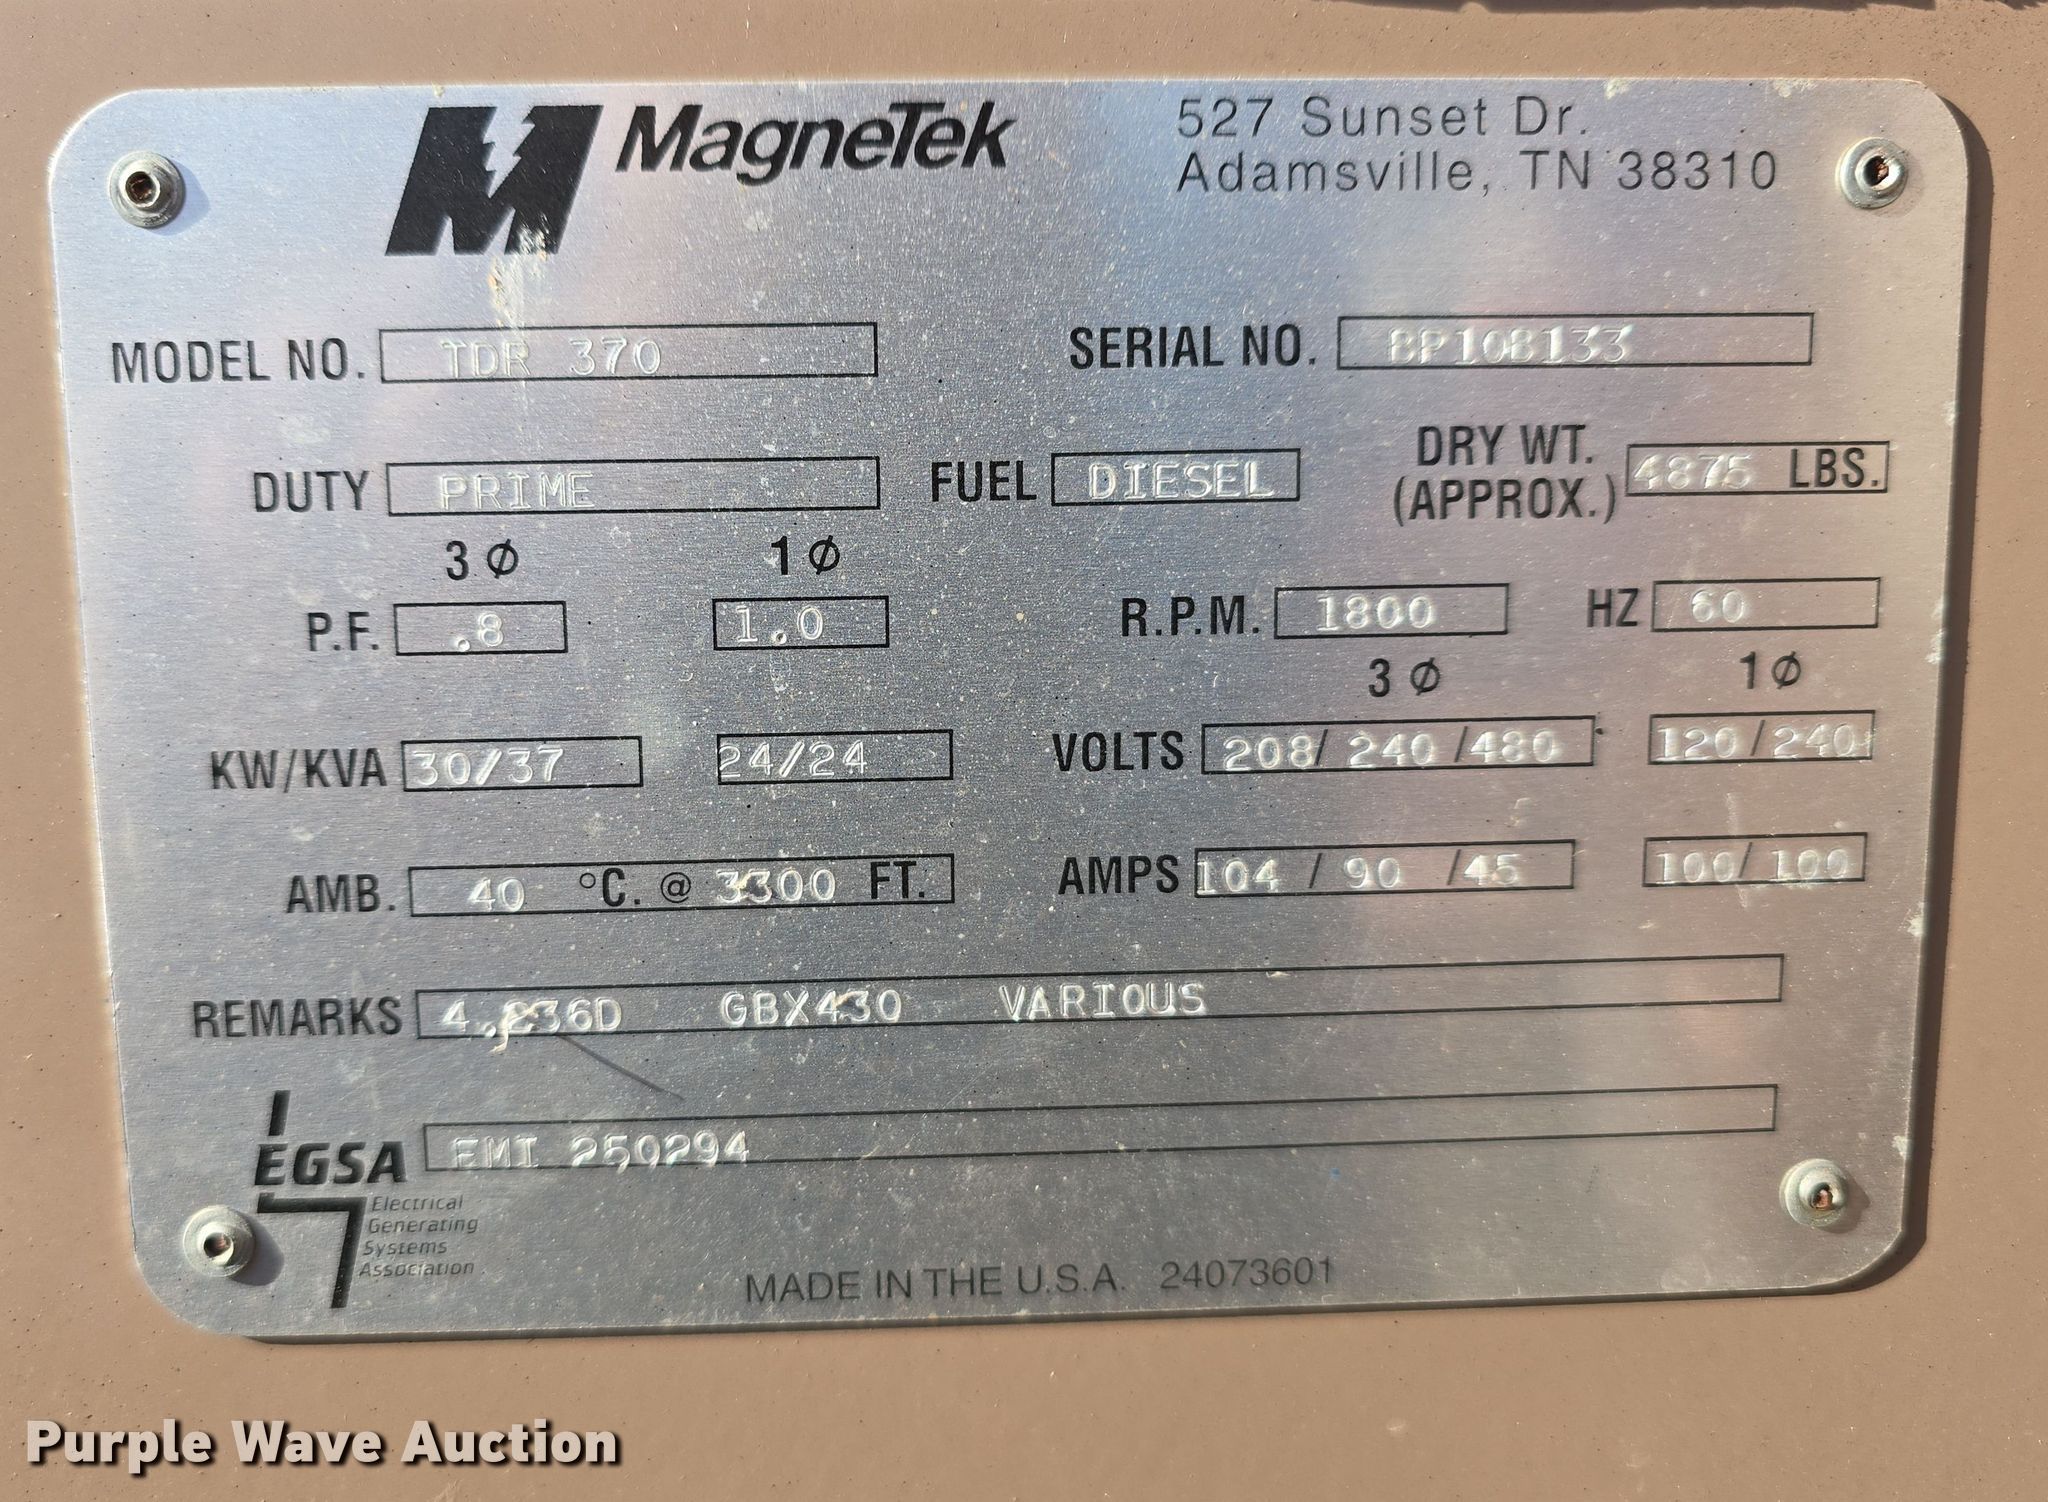 MagneTek
527 Sunset Dr.
Adamsville, TN 38310
MODEL NO. TDR 370
SERIAL NO. BP108133
DUTY PRIME
FUEL DIESEL
DRY WT. (APPROX.) 4875 LBS.
3 Ø 1 Ø
P.F. .8 1.0
R.P.M. 1800
HZ 60
3 Ø 1 Ø
KW/KVA 30/37 24/24
VOLTS 208/ 240 /480 120/240
AMB. 40 °C. @ 3300 FT.
AMPS 104 / 90 /45 100/ 100
REMARKS 4.236D GBX430 VARIOUS
EMI 250294
EGSA
Electrical
Generating
Systems
Association
MADE IN THE U.S.A. 24073601
Purple Wave Auction